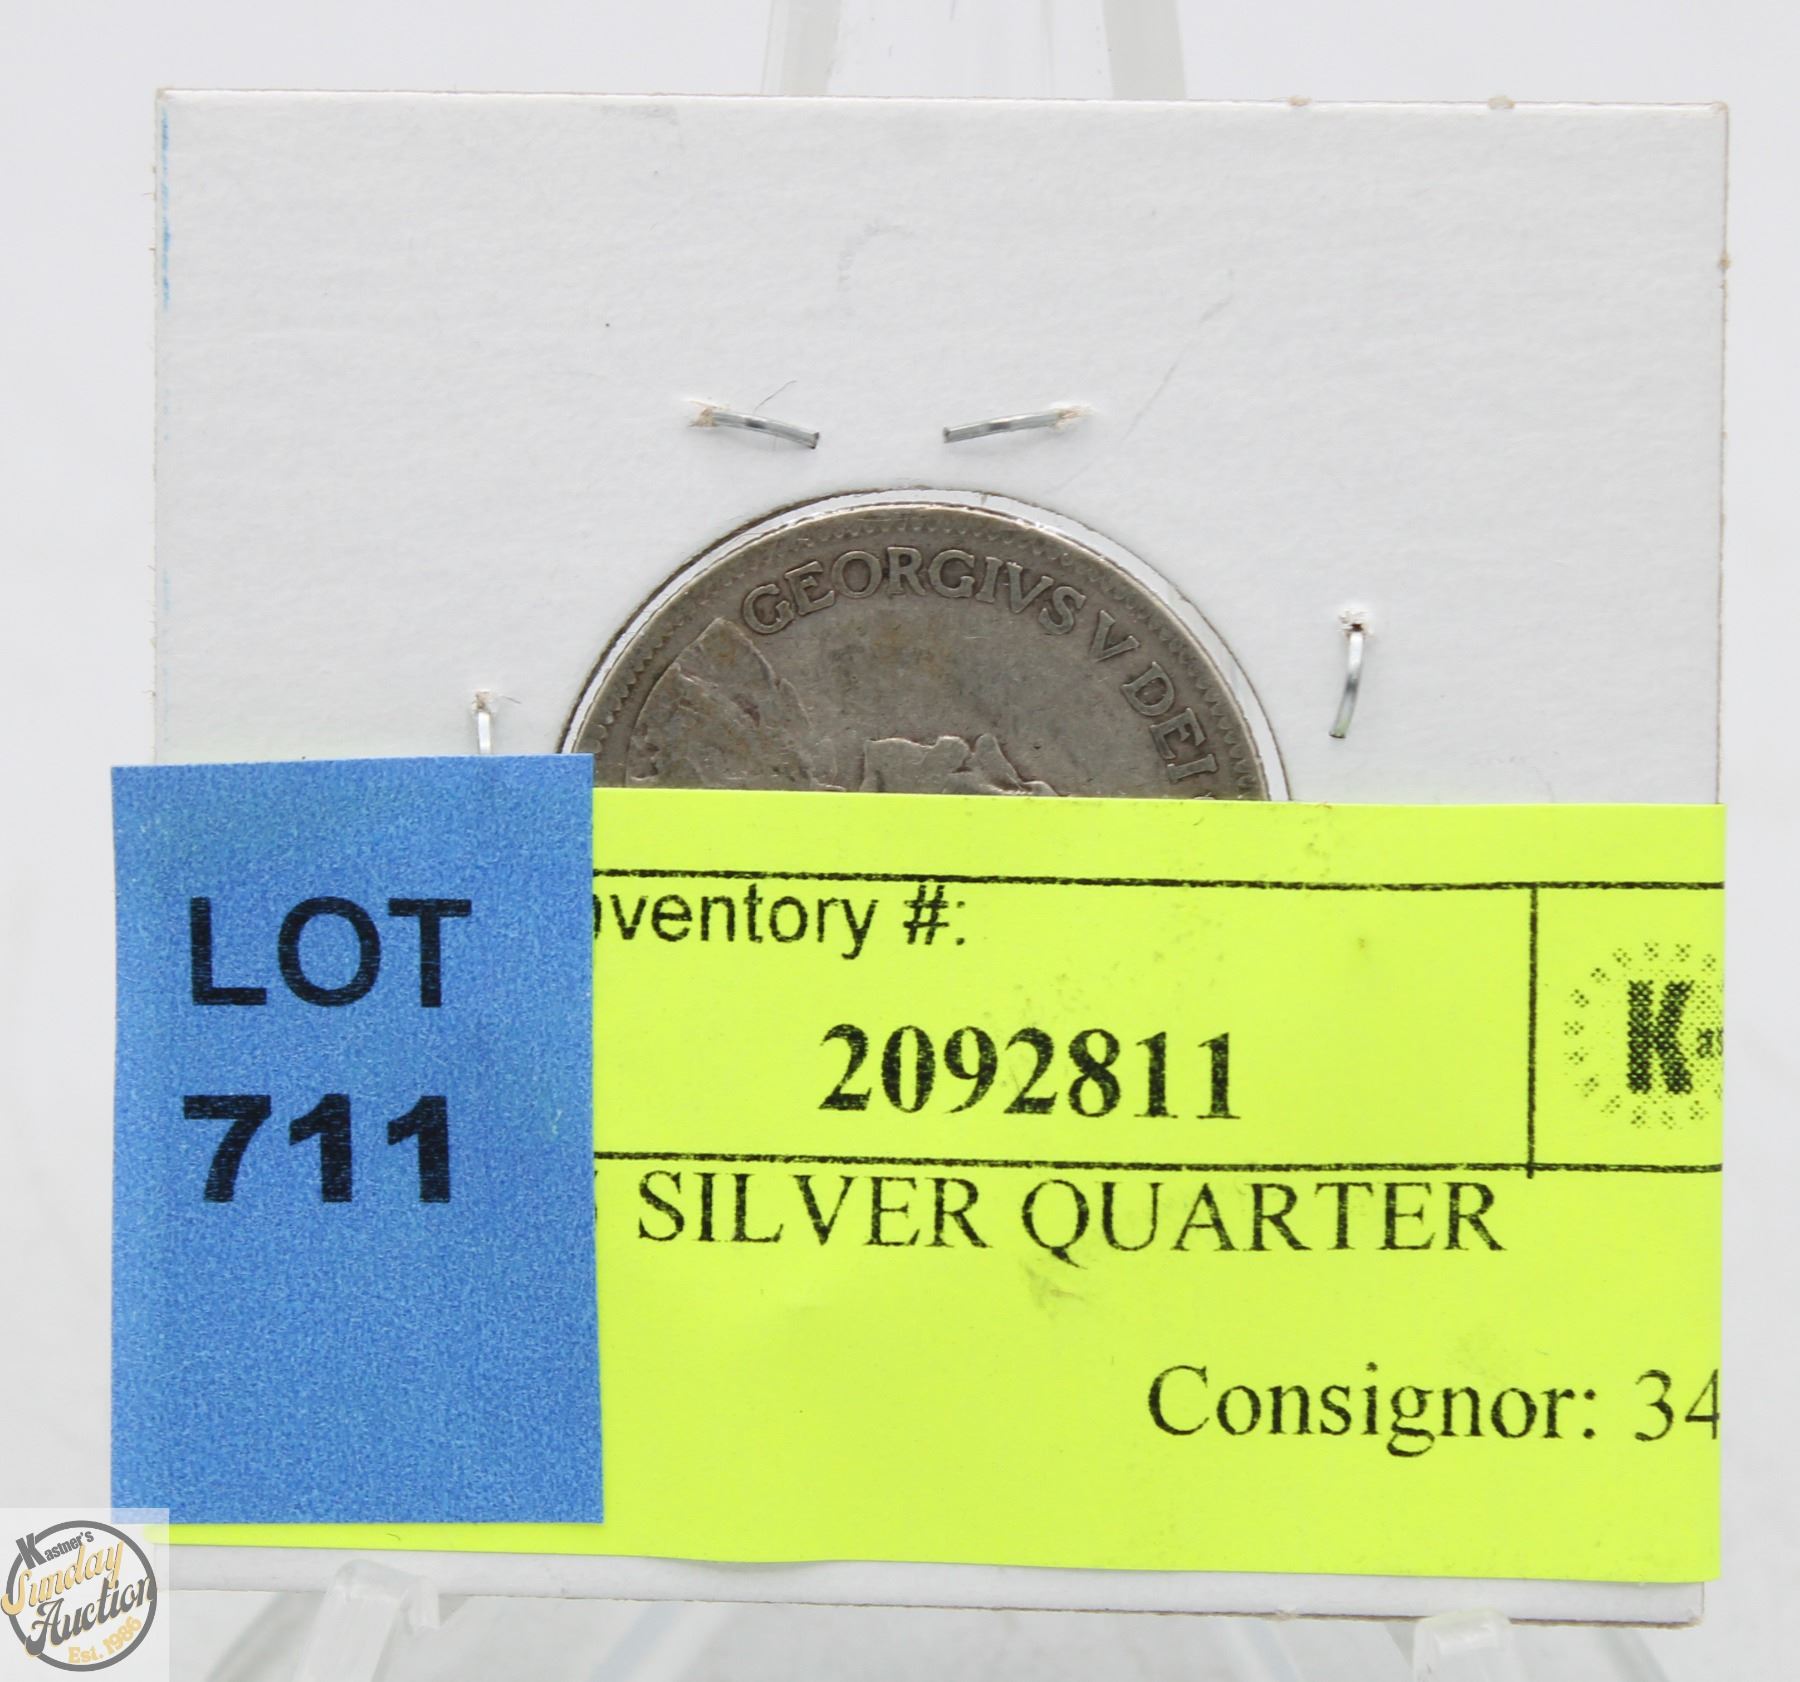 GEORGIVS V DEI
LOT
711
nventory #:
2092811
K
SILVER QUARTER
Consignor: 34
Kastner's
Sunday
Auction
Est. 1986